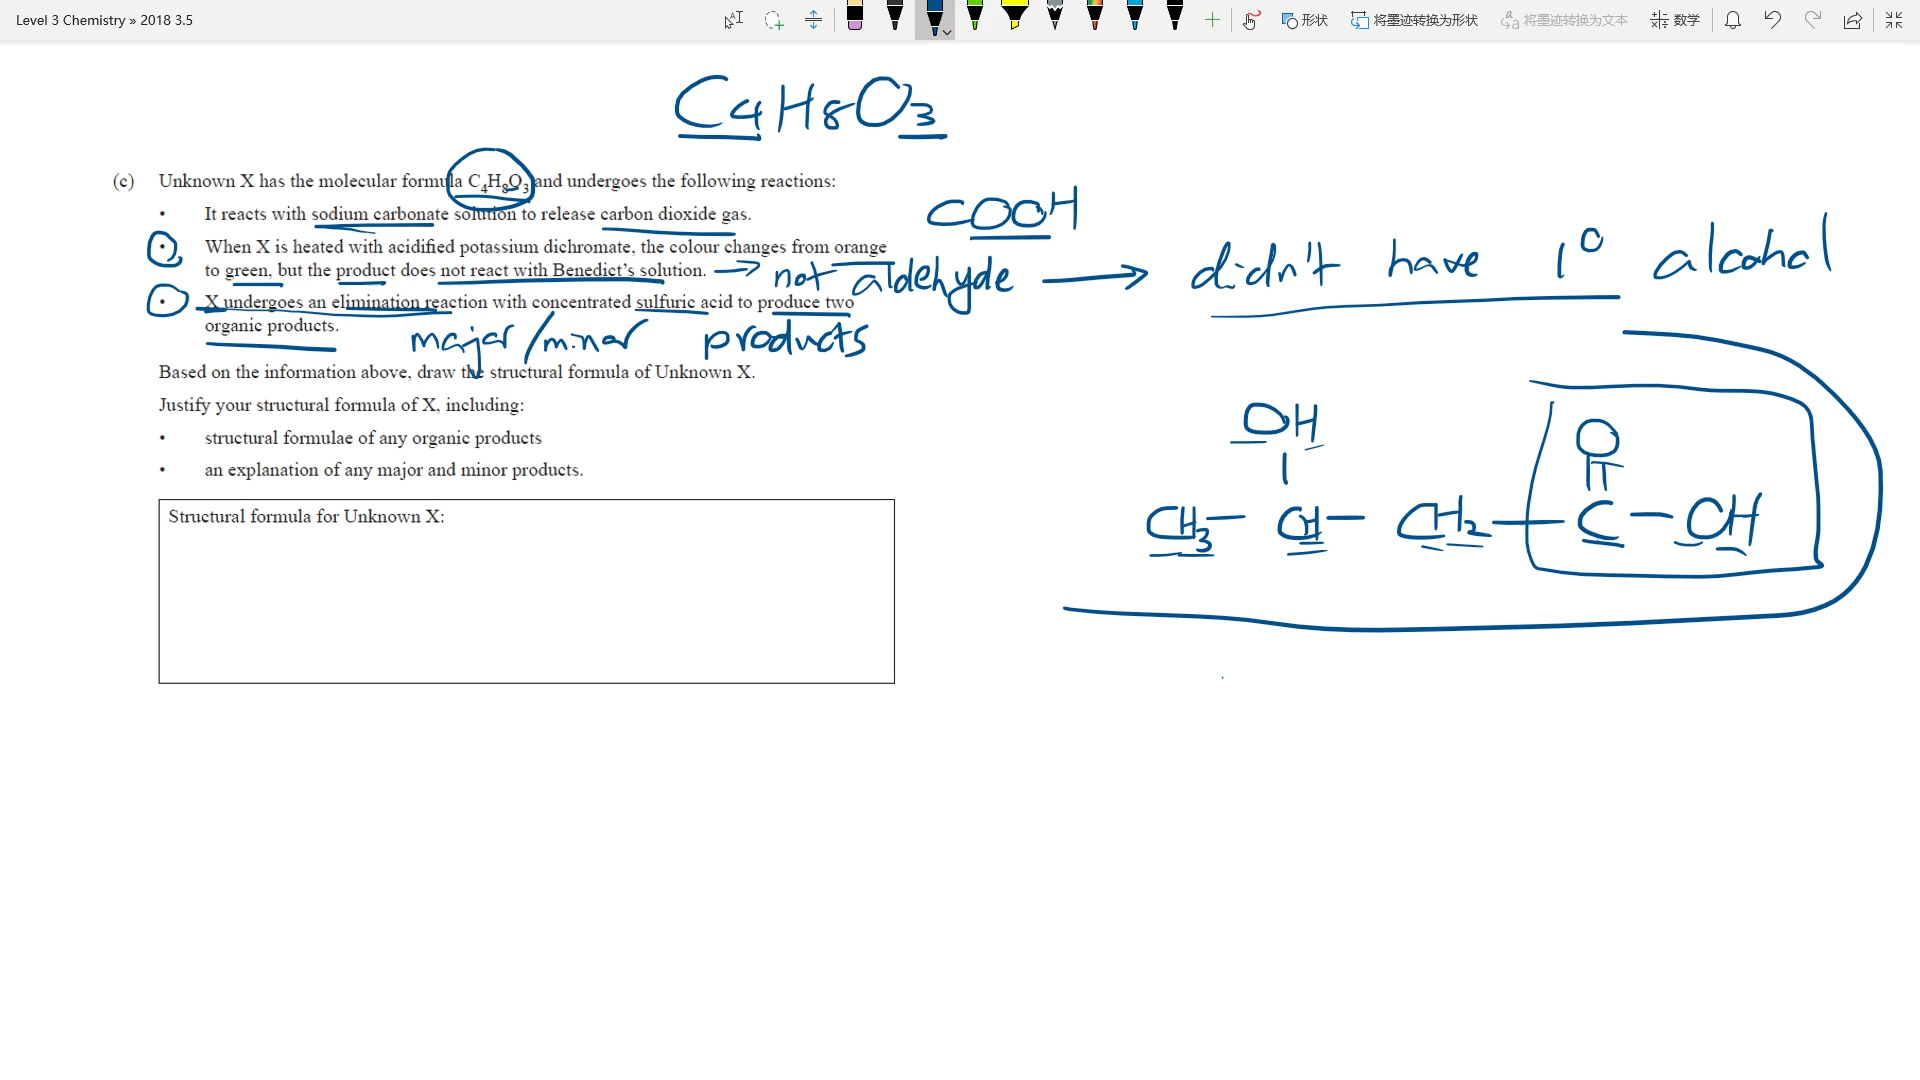 Level 3 Chemistry » 2018 3.5
形状
将墨迹转换为形状
将墨迹转换为文本
数学
C4H8O3
(c) Unknown X has the molecular formula C4H8O3 and undergoes the following reactions:
• It reacts with sodium carbonate solution to release carbon dioxide gas.
COOH
• When X is heated with acidified potassium dichromate, the colour changes from orange
to green, but the product does not react with Benedict's solution.
→ not aldehyde → didn't have 1° alcohol
• X undergoes an elimination reaction with concentrated sulfuric acid to produce two
organic products.
major/minor products
Based on the information above, draw the structural formula of Unknown X.
Justify your structural formula of X, including:
• structural formulae of any organic products
• an explanation of any major and minor products.
OH O
CH3 – CH – CH2 – C – OH
Structural formula for Unknown X: